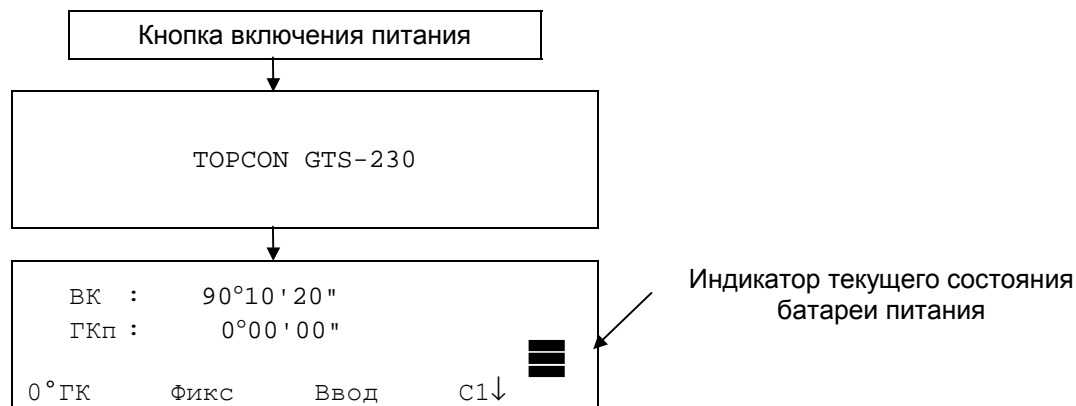 Кнопка включения питания
TOPCON GTS-230
ВК : 90°10'20"
ГКп : 0°00'00"
0°ГК Фикс Ввод С1↓
Индикатор текущего состояния
батареи питания